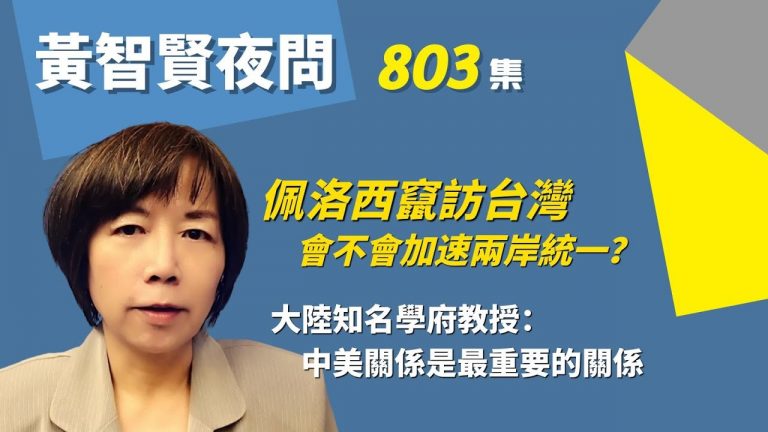 黃智賢夜問 803集
佩洛西竄訪台灣
會不會加速兩岸統一？
大陸知名學府教授：
中美關係是最重要的關係